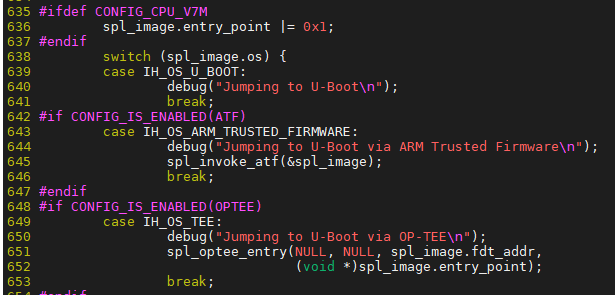 635 #ifdef CONFIG_CPU_V7M
636         spl_image.entry_point |= 0x1;
637 #endif
638         switch (spl_image.os) {
639         case IH_OS_U_BOOT:
640                 debug("Jumping to U-Boot\n");
641                 break;
642 #if CONFIG_IS_ENABLED(ATF)
643         case IH_OS_ARM_TRUSTED_FIRMWARE:
644                 debug("Jumping to U-Boot via ARM Trusted Firmware\n");
645                 spl_invoke_atf(&spl_image);
646                 break;
647 #endif
648 #if CONFIG_IS_ENABLED(OPTEE)
649         case IH_OS_TEE:
650                 debug("Jumping to U-Boot via OP-TEE\n");
651                 spl_optee_entry(NULL, NULL, spl_image.fdt_addr,
652                                 (void *)spl_image.entry_point);
653                 break;
654 #endif